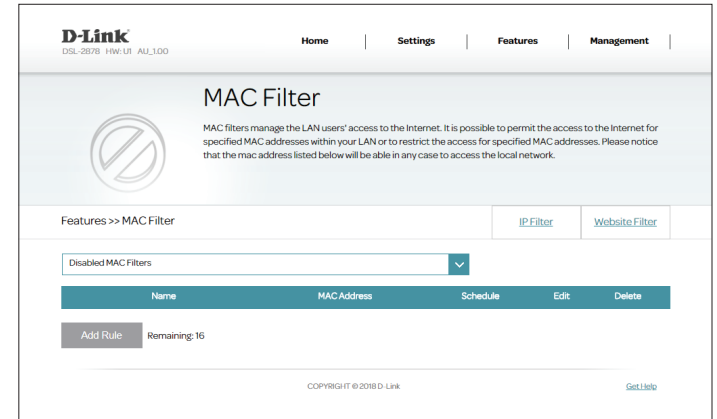 D-Link
DSL-2878 HW: U1 AU_1.00
Home Settings Features Management
MAC Filter
MAC filters manage the LAN users' access to the Internet. It is possible to permit the access to the Internet for
specified MAC addresses within your LAN or to restrict the access for specified MAC addresses. Please notice
that the mac address listed below will be able in any case to access the local network.
Features >> MAC Filter
IP Filter Website Filter
Disabled MAC Filters
Name MAC Address Schedule Edit Delete
Add Rule Remaining: 16
COPYRIGHT © 2018 D-Link Get Help